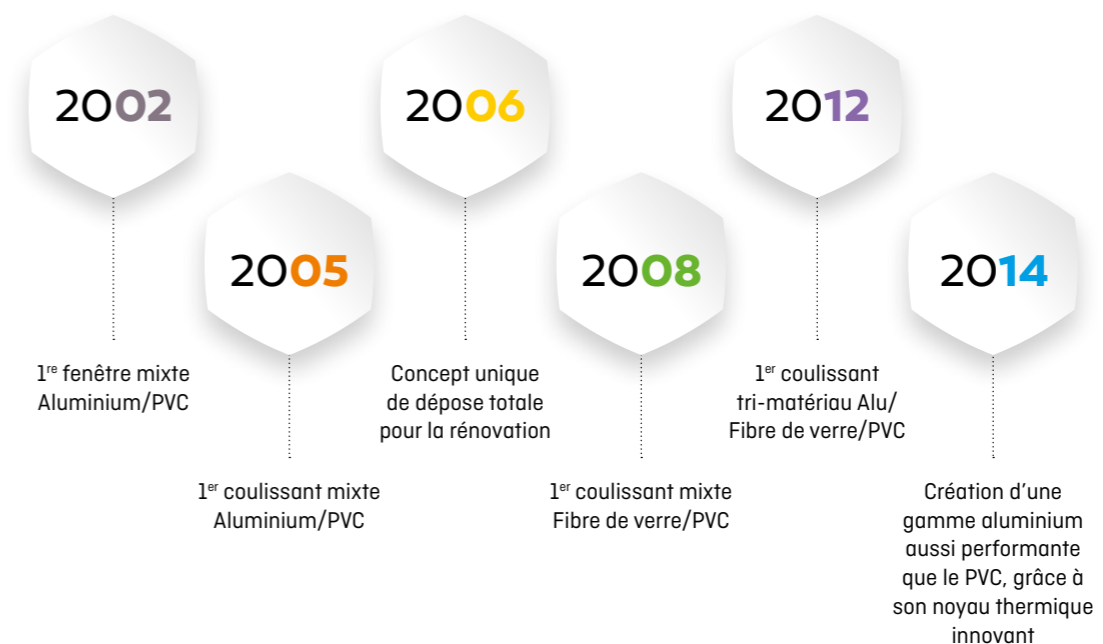 2002
1re fenêtre mixte
Aluminium/PVC
2005
1er coulissant mixte
Aluminium/PVC
2006
Concept unique
de dépose totale
pour la rénovation
2008
1er coulissant mixte
Fibre de verre/PVC
2012
1er coulissant
tri-matériau Alu/
Fibre de verre/PVC
2014
Création d’une
gamme aluminium
aussi performante
que le PVC, grâce à
son noyau thermique
innovant